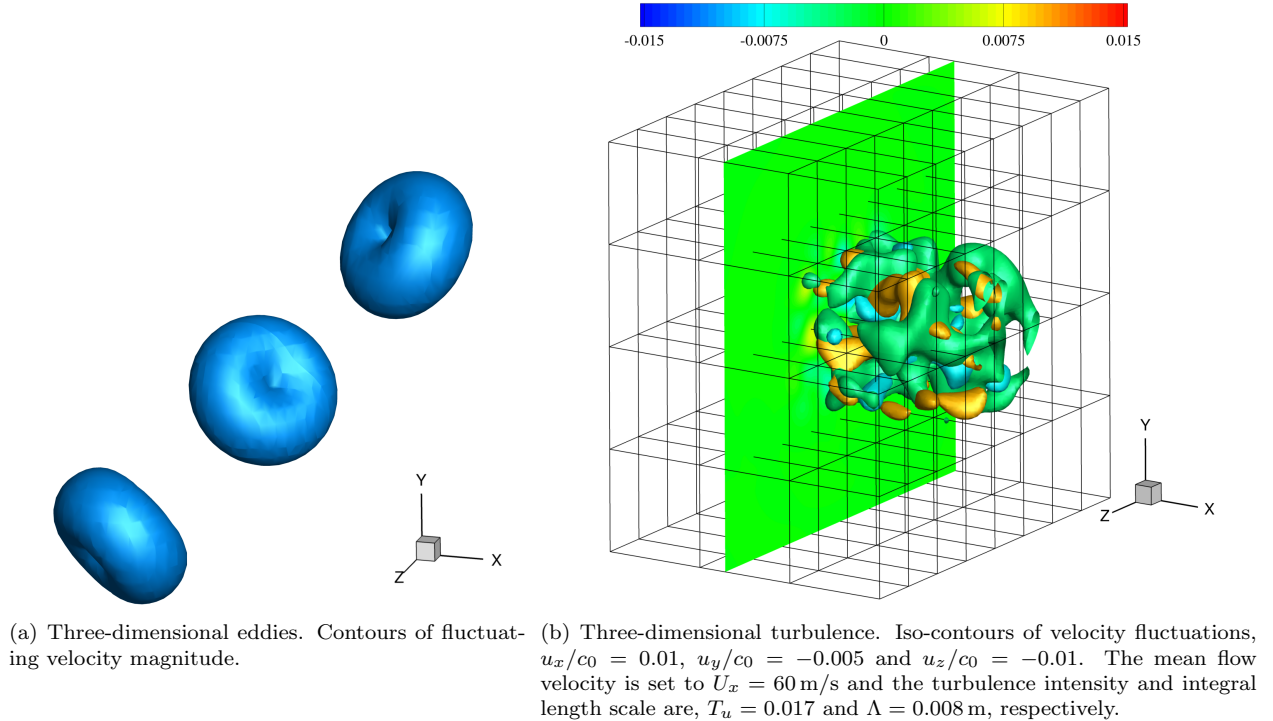 -0.015 -0.0075 0 0.0075 0.015
Y
X
Z
Y
X
Z
(a) Three-dimensional eddies. Contours of fluctuat-
ing velocity magnitude.
(b) Three-dimensional turbulence. Iso-contours of velocity fluctuations,
u_x/c_0 = 0.01, u_y/c_0 = −0.005 and u_z/c_0 = −0.01. The mean flow
velocity is set to U_x = 60 m/s and the turbulence intensity and integral
length scale are, T_u = 0.017 and Λ = 0.008 m, respectively.